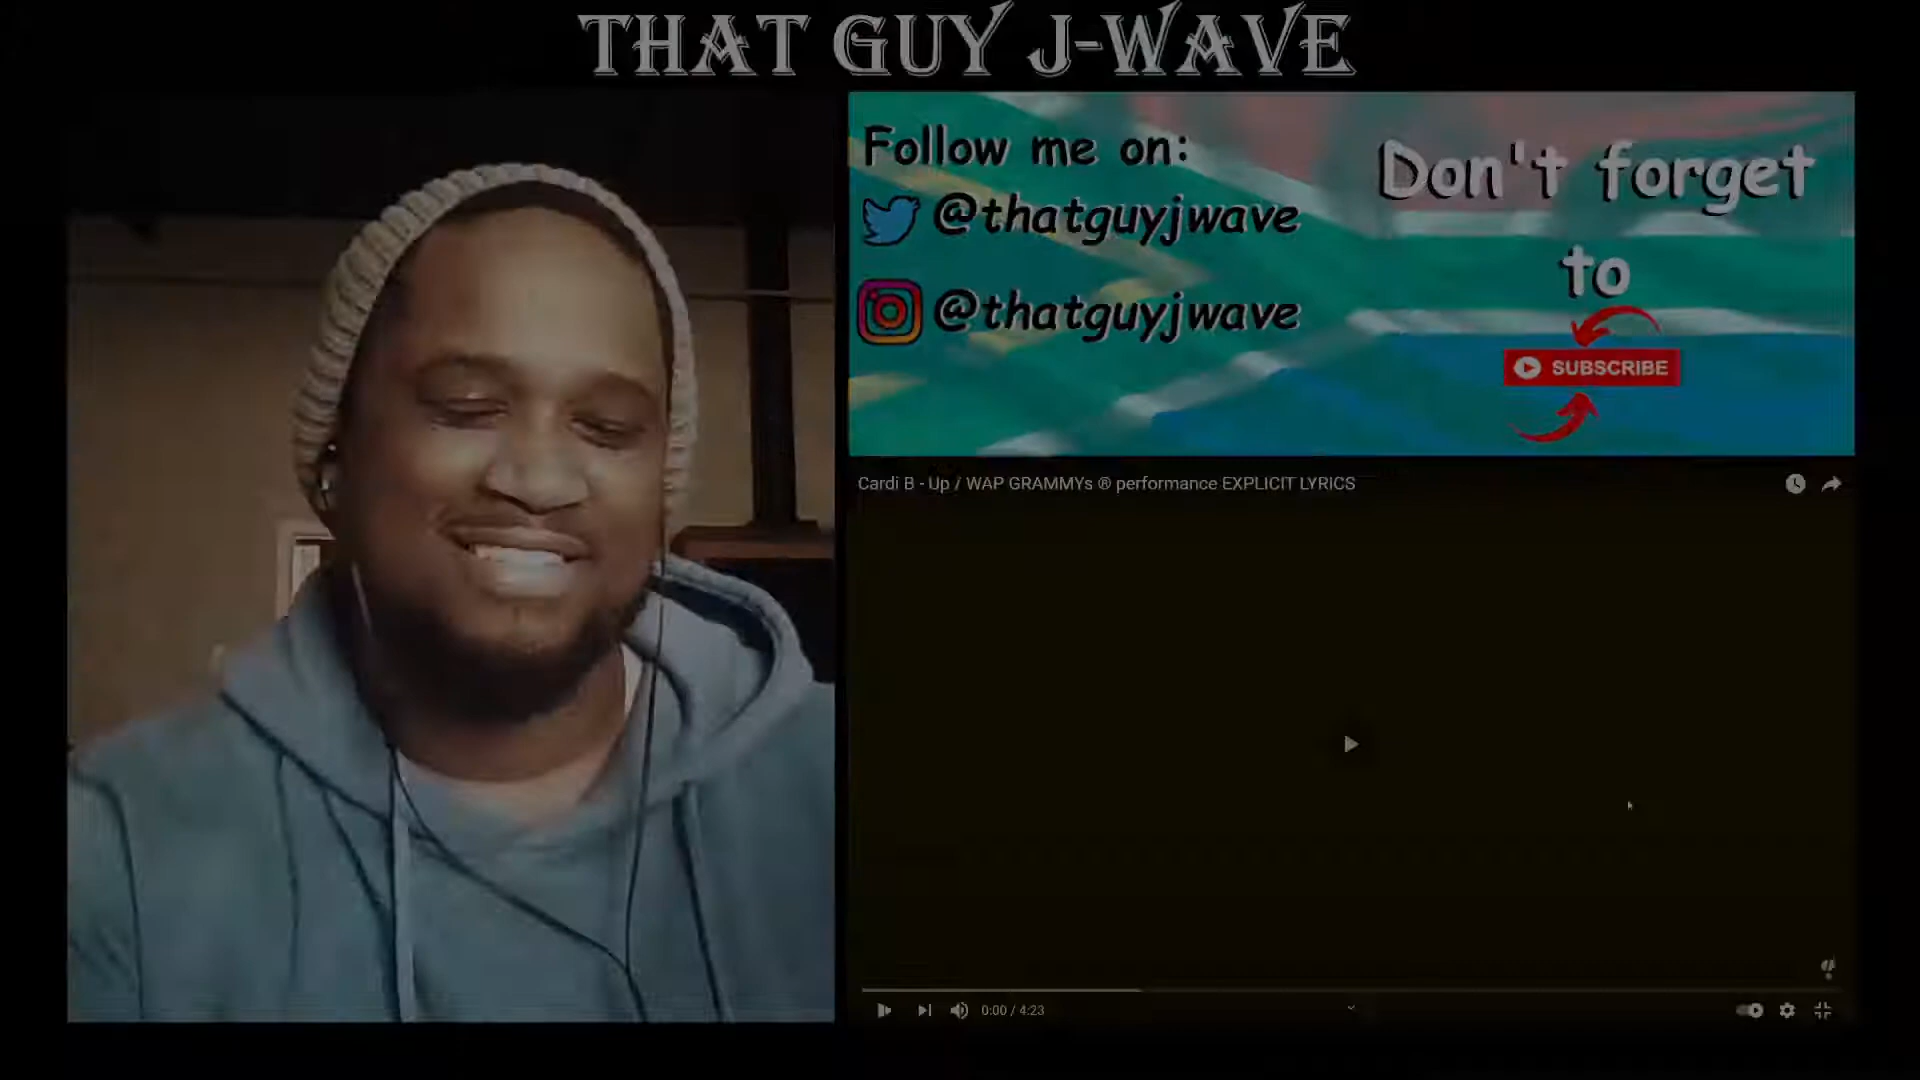 THAT GUY J-WAVE
Follow me on:
@thatguyjwave
@thatguyjwave
Don't forget
to
SUBSCRIBE
Cardi B - Up / WAP GRAMMYs ® performance EXPLICIT LYRICS
0:00 / 4:23